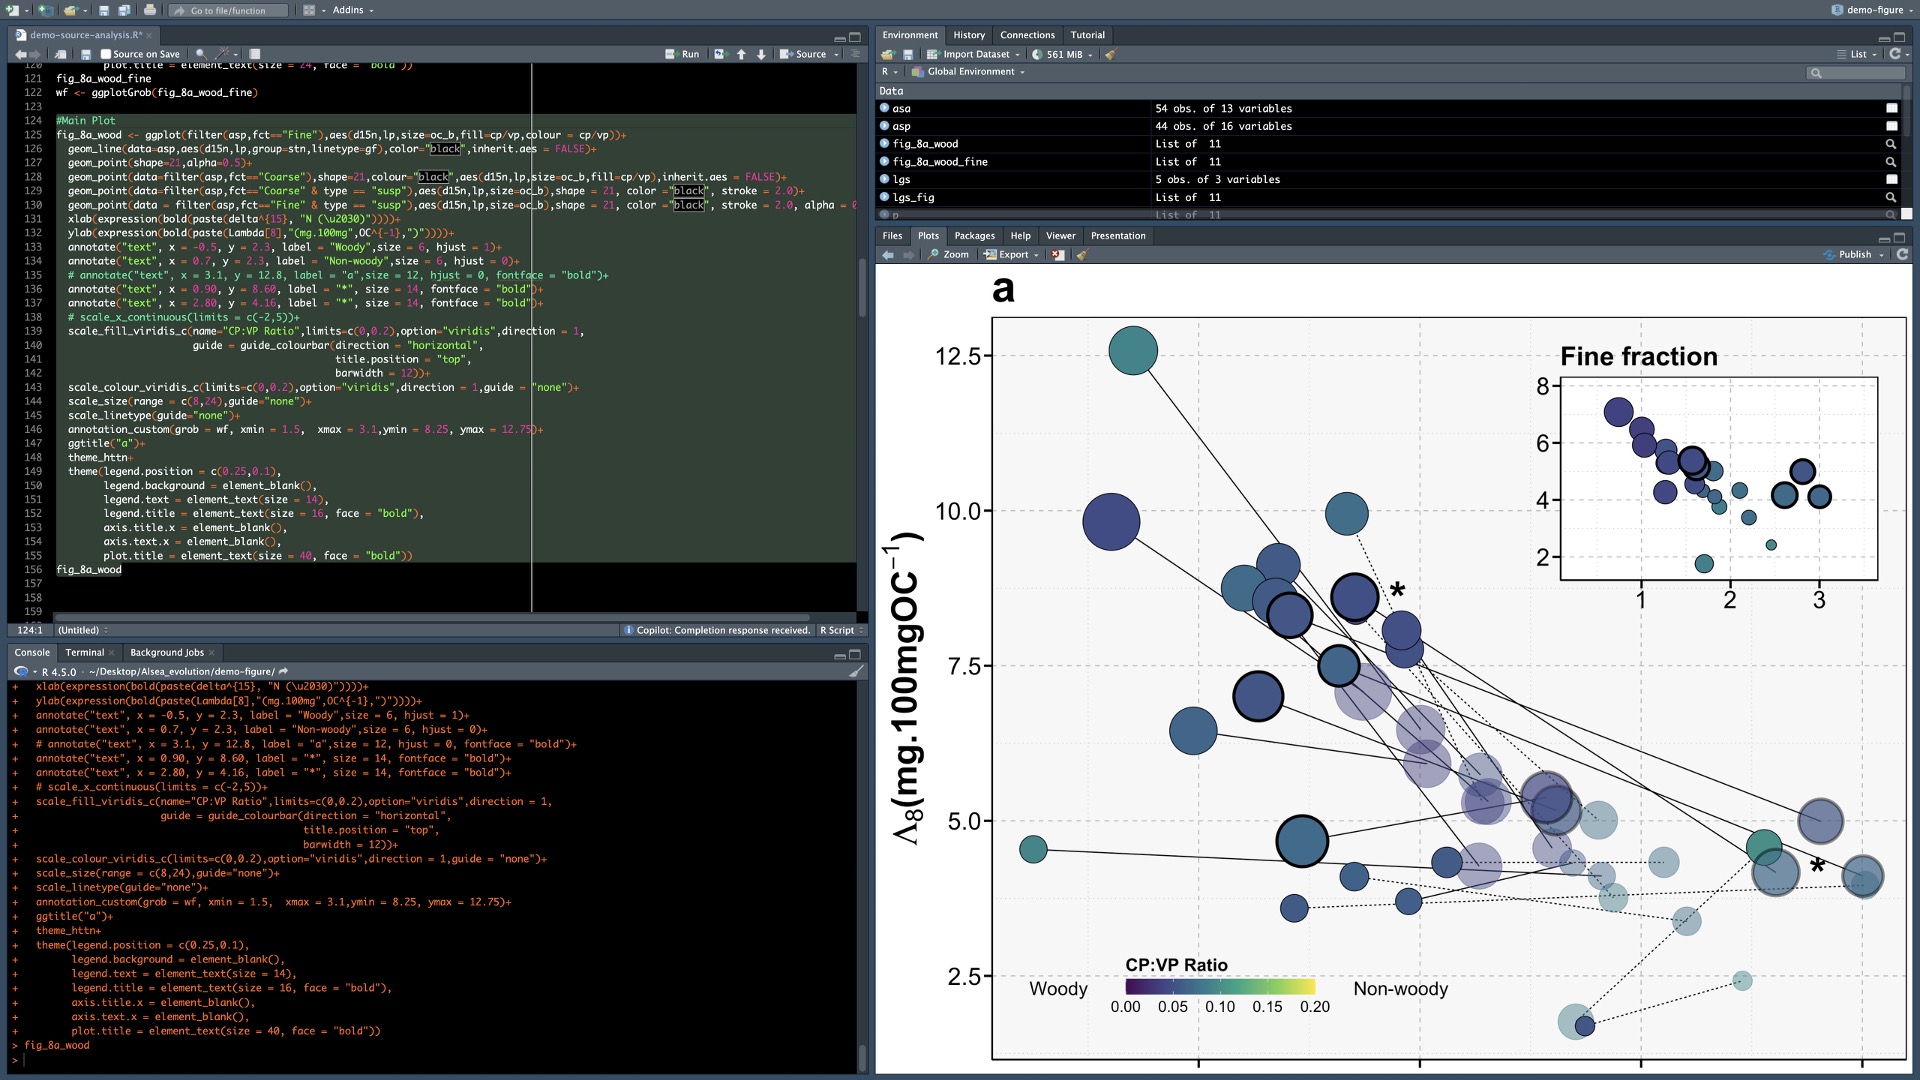 Go to file/function
Addins
demo-figure
demo-source-analysis.R*
Source on Save
Run
Source
120 plot.title = element_text(size = 24, face = "bold"))
121 fig_8a_wood_fine
122 wf <- ggplotGrob(fig_8a_wood_fine)
123
124 #Main Plot
125 fig_8a_wood <- ggplot(filter(asp,fct=="Fine"),aes(d15n,lp,size=oc_b,fill=cp/vp,colour = cp/vp))+
126 geom_line(data=asp,aes(d15n,lp,group=stn,linetype=gf),color="black",inherit.aes = FALSE)+
127 geom_point(shape=21,alpha=0.5)+
128 geom_point(data=filter(asp,fct=="Coarse"),shape=21,colour="black",aes(d15n,lp,size=oc_b,fill=cp/vp),inherit.aes = FALSE)+
129 geom_point(data=filter(asp,fct=="Coarse" & type == "susp"),aes(d15n,lp,size=oc_b),shape = 21, color ="black", stroke = 2.0)+
130 geom_point(data = filter(asp,fct=="Fine" & type == "susp"),aes(d15n,lp,size=oc_b),shape = 21, color ="black", stroke = 2.0, alpha = 0
131 xlab(expression(bold(paste(delta^{15}, "N (\u2030)"))))+
132 ylab(expression(bold(paste(Lambda[8],"(mg.100mg",OC^{-1},")"))))+
133 annotate("text", x = -0.5, y = 2.3, label = "Woody",size = 6, hjust = 1)+
134 annotate("text", x = 0.7, y = 2.3, label = "Non-woody",size = 6, hjust = 0)+
135 # annotate("text", x = 3.1, y = 12.8, label = "a",size = 12, hjust = 0, fontface = "bold")+
136 annotate("text", x = 0.90, y = 8.60, label = "*", size = 14, fontface = "bold")+
137 annotate("text", x = 2.80, y = 4.16, label = "*", size = 14, fontface = "bold")+
138 # scale_x_continuous(limits = c(-2,5))+
139 scale_fill_viridis_c(name="CP:VP Ratio",limits=c(0,0.2),option="viridis",direction = 1,
140 guide = guide_colourbar(direction = "horizontal",
141 title.position = "top",
142 barwidth = 12))+
143 scale_colour_viridis_c(limits=c(0,0.2),option="viridis",direction = 1,guide = "none")+
144 scale_size(range = c(8,24),guide="none")+
145 scale_linetype(guide="none")+
146 annotation_custom(grob = wf, xmin = 1.5,  xmax = 3.1,ymin = 8.25, ymax = 12.75)+
147 ggtitle("a")+
148 theme_httn+
149 theme(legend.position = c(0.25,0.1),
150 legend.background = element_blank(),
151 legend.text = element_text(size = 14),
152 legend.title = element_text(size = 16, face = "bold"),
153 axis.title.x = element_blank(),
154 axis.text.x = element_blank(),
155 plot.title = element_text(size = 40, face = "bold"))
156 fig_8a_wood
157
158
159
124:1 (Untitled) Copilot: Completion response received. R Script
Console Terminal Background Jobs
R 4.5.0 · ~/Desktop/Alsea_evolution/demo-figure/
+ xlab(expression(bold(paste(delta^{15}, "N (\u2030)"))))+
+ ylab(expression(bold(paste(Lambda[8],"(mg.100mg",OC^{-1},")"))))+
+ annotate("text", x = -0.5, y = 2.3, label = "Woody",size = 6, hjust = 1)+
+ annotate("text", x = 0.7, y = 2.3, label = "Non-woody",size = 6, hjust = 0)+
+ # annotate("text", x = 3.1, y = 12.8, label = "a",size = 12, hjust = 0, fontface = "bold")+
+ annotate("text", x = 0.90, y = 8.60, label = "*", size = 14, fontface = "bold")+
+ annotate("text", x = 2.80, y = 4.16, label = "*", size = 14, fontface = "bold")+
+ # scale_x_continuous(limits = c(-2,5))+
+ scale_fill_viridis_c(name="CP:VP Ratio",limits=c(0,0.2),option="viridis",direction = 1,
+ guide = guide_colourbar(direction = "horizontal",
+ title.position = "top",
+ barwidth = 12))+
+ scale_colour_viridis_c(limits=c(0,0.2),option="viridis",direction = 1,guide = "none")+
+ scale_size(range = c(8,24),guide="none")+
+ scale_linetype(guide="none")+
+ annotation_custom(grob = wf, xmin = 1.5,  xmax = 3.1,ymin = 8.25, ymax = 12.75)+
+ ggtitle("a")+
+ theme_httn+
+ theme(legend.position = c(0.25,0.1),
+ legend.background = element_blank(),
+ legend.text = element_text(size = 14),
+ legend.title = element_text(size = 16, face = "bold"),
+ axis.title.x = element_blank(),
+ axis.text.x = element_blank(),
+ plot.title = element_text(size = 40, face = "bold"))
> fig_8a_wood
>
Environment History Connections Tutorial
Import Dataset 561 MiB List
R Global Environment
Data
asa 54 obs. of 13 variables
asp 44 obs. of 16 variables
fig_8a_wood List of 11
fig_8a_wood_fine List of 11
lgs 5 obs. of 3 variables
lgs_fig List of 11
p List of 11
Files Plots Packages Help Viewer Presentation
Zoom Export Publish
a
Λ8(mg.100mgOC−1)
12.5
10.0
7.5
5.0
2.5
Fine fraction
8
6
4
2
1 2 3
*
*
CP:VP Ratio
Woody
Non-woody
0.00 0.05 0.10 0.15 0.20